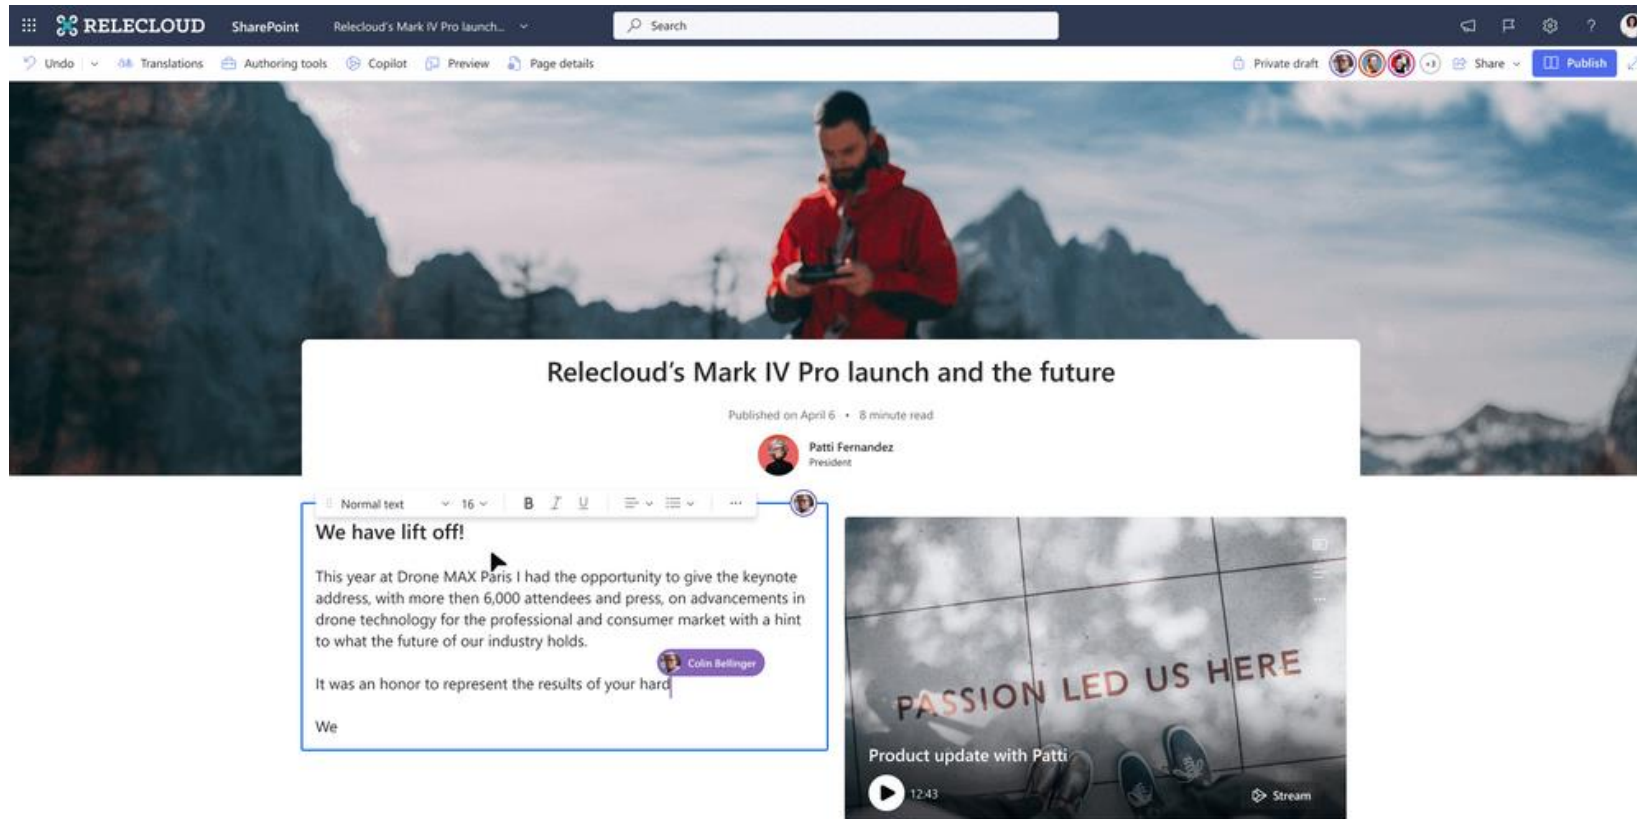 RELECLOUD SharePoint Relecloud's Mark IV Pro launch... Search
Undo Translations Authoring tools Copilot Preview Page details Private draft +3 Share Publish
Relecloud's Mark IV Pro launch and the future
Published on April 6 • 8 minute read
Patti Fernandez
President
Normal text 16 B I U ...
We have lift off!
This year at Drone MAX Paris I had the opportunity to give the keynote
address, with more then 6,000 attendees and press, on advancements in
drone technology for the professional and consumer market with a hint
to what the future of our industry holds.
Colin Bellinger
It was an honor to represent the results of your hard
We
PASSION LED US HERE
Product update with Patti
12:43
Stream